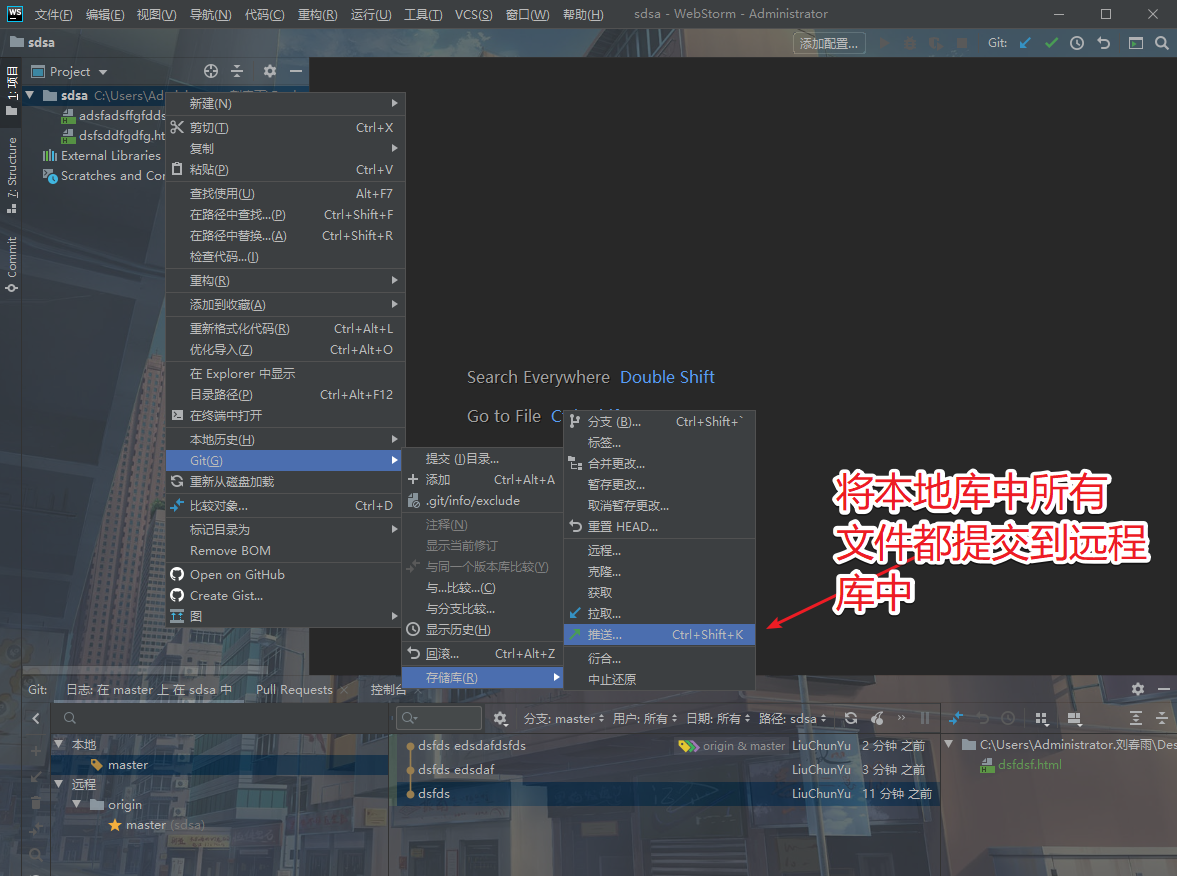 WS 文件(F) 编辑(E) 视图(V) 导航(N) 代码(C) 重构(R) 运行(U) 工具(T) VCS(S) 窗口(W) 帮助(H) sdsa - WebStorm - Administrator
sdsa 添加配置... Git:
1: 项目
7: Structure
Commit
Project
sdsa C:\Users\Ad
adsfadsffgfdds
dsfsddfgdfg.ht
External Libraries
Scratches and Co
新建(N)
剪切(T) Ctrl+X
复制
粘贴(P) Ctrl+V
查找使用(U) Alt+F7
在路径中查找...(P) Ctrl+Shift+F
在路径中替换...(A) Ctrl+Shift+R
检查代码...(I)
重构(R)
添加到收藏(A)
重新格式化代码(R) Ctrl+Alt+L
优化导入(Z) Ctrl+Alt+O
在 Explorer 中显示
目录路径(P) Ctrl+Alt+F12
在终端中打开
本地历史(H)
Git(G)
重新从磁盘加载
比较对象... Ctrl+D
标记目录为
Remove BOM
Open on GitHub
Create Gist...
图
Search Everywhere Double Shift
Go to File C
提交 (I)目录...
添加 Ctrl+Alt+A
.git/info/exclude
注释(N)
显示当前修订
与同一个版本库比较(Y)
与...比较...(C)
与分支比较...
显示历史(H)
回滚... Ctrl+Alt+Z
存储库(R)
分支 (B)... Ctrl+Shift+`
标签...
合并更改...
暂存更改...
取消暂存更改...
重置 HEAD...
远程...
克隆...
获取
拉取...
推送... Ctrl+Shift+K
衍合...
中止还原
将本地库中所有
文件都提交到远程
库中
Git: 日志: 在 master 上 在 sdsa 中 Pull Requests 控制台
分支: master 用户: 所有 日期: 所有 路径: sdsa
本地
master
远程
origin
master (sdsa)
dsfds edsdafdsfds origin & master LiuChunYu 2 分钟 之前
dsfds edsdaf LiuChunYu 3 分钟 之前
dsfds LiuChunYu 11 分钟 之前
C:\Users\Administrator.刘春雨\Des
dsfdsf.html